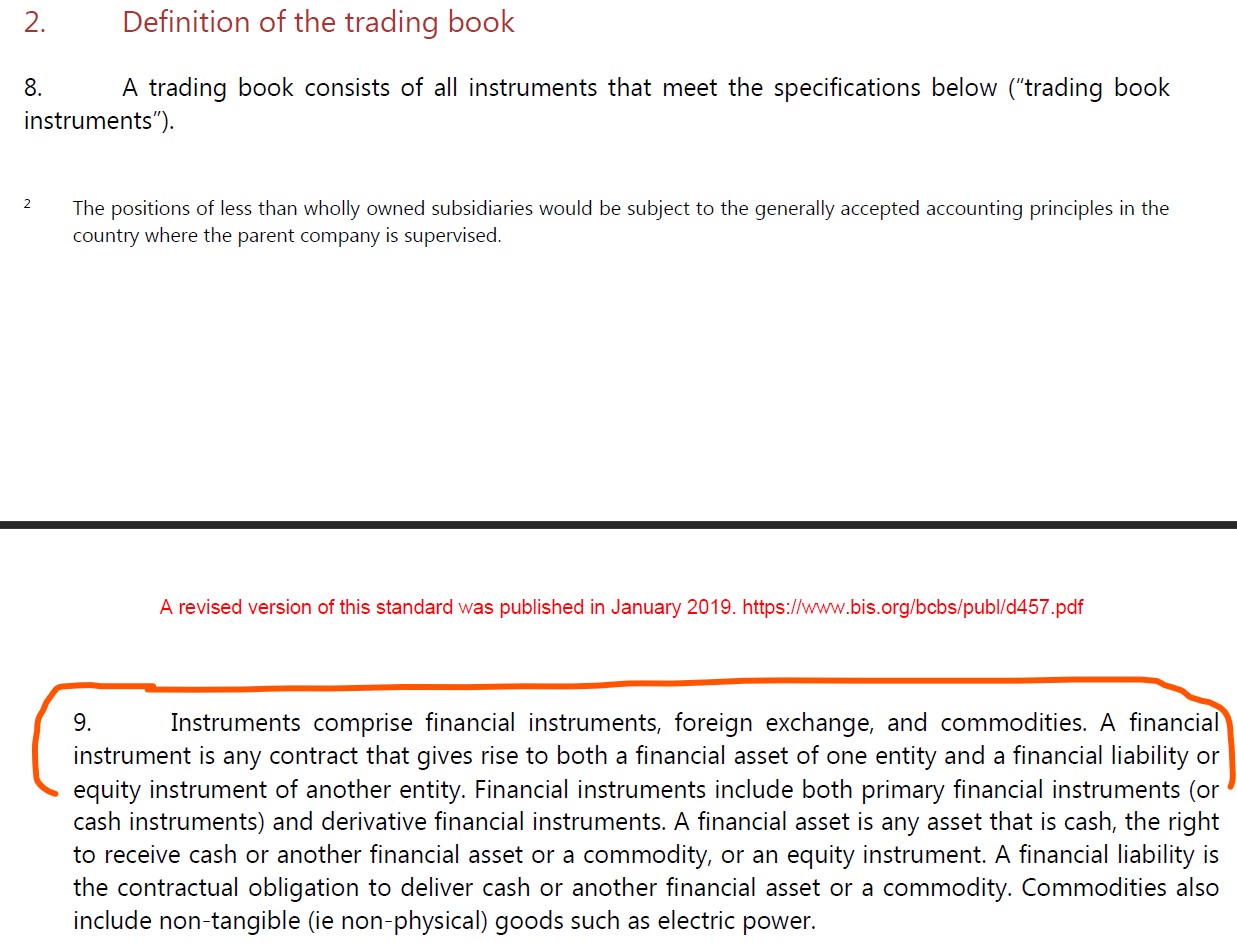 2. Definition of the trading book
8. A trading book consists of all instruments that meet the specifications below (“trading book
instruments”).
2 The positions of less than wholly owned subsidiaries would be subject to the generally accepted accounting principles in the
country where the parent company is supervised.
A revised version of this standard was published in January 2019. https://www.bis.org/bcbs/publ/d457.pdf
9. Instruments comprise financial instruments, foreign exchange, and commodities. A financial
instrument is any contract that gives rise to both a financial asset of one entity and a financial liability or
equity instrument of another entity. Financial instruments include both primary financial instruments (or
cash instruments) and derivative financial instruments. A financial asset is any asset that is cash, the right
to receive cash or another financial asset or a commodity, or an equity instrument. A financial liability is
the contractual obligation to deliver cash or another financial asset or a commodity. Commodities also
include non-tangible (ie non-physical) goods such as electric power.